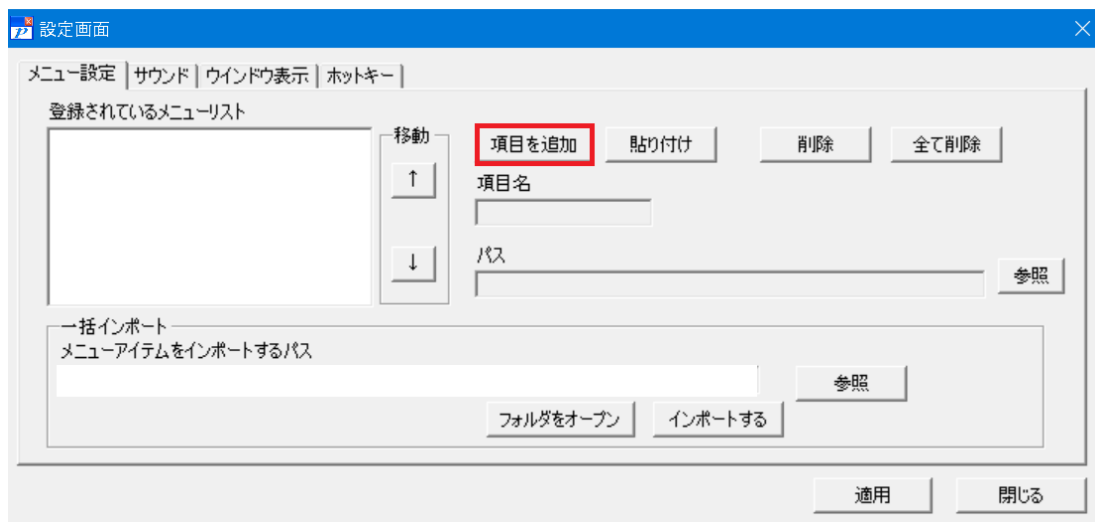 設定画面
メニュー設定 サウンド ウインドウ表示 ホットキー
登録されているメニューリスト
移動
↑
↓
項目を追加 貼り付け 削除 全て削除
項目名
パス
参照
一括インポート
メニューアイテムをインポートするパス
参照
フォルダをオープン インポートする
適用 閉じる